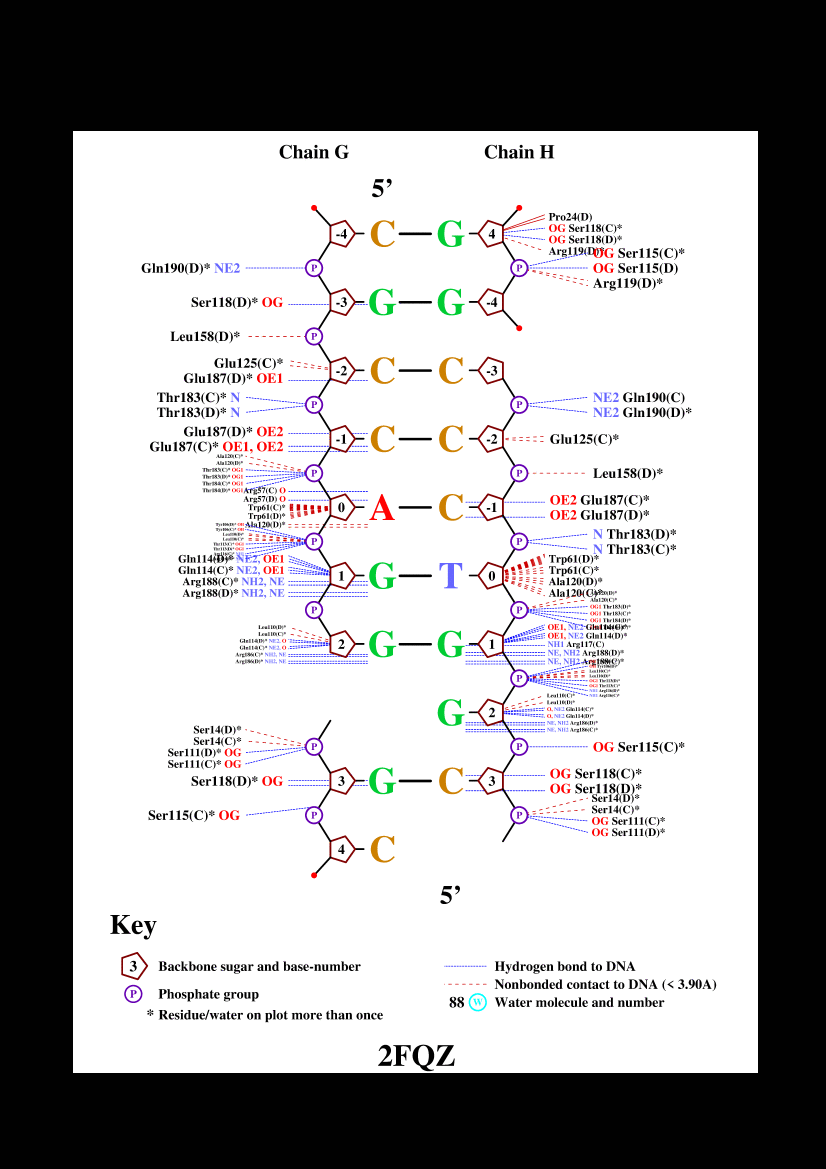 Chain G Chain H
5’
-4 C G 4
Pro24(D)
OG Ser118(C)*
OG Ser118(D)*
Arg119(D)*
Gln190(D)* NE2 P
P OG Ser115(C)*
OG Ser115(D)
Arg119(D)*
Ser118(D)* OG -3 G G -4
Leu158(D)* P
Glu125(C)*
Glu187(D)* OE1 -2 C C -3
Thr183(C)* N
Thr183(D)* N P
P NE2 Gln190(C)
NE2 Gln190(D)*
Glu187(D)* OE2
Glu187(C)* OE1, OE2 -1 C C -2 Glu125(C)*
Ala120(C)*
Ala120(D)*
Thr183(C)* OG1
Thr183(D)* OG1
Thr184(C)* OG1
Thr184(D)* OG1
P P Leu158(D)*
Arg57(C) O
Arg57(D) O
Trp61(C)*
Trp61(D)*
Ala120(D)*
0 A C -1
OE2 Glu187(C)*
OE2 Glu187(D)*
P P
N Thr183(D)*
N Thr183(C)*
Gln114(D)* NE2, OE1
Gln114(C)* NE2, OE1
Arg188(C)* NH2, NE
Arg188(D)* NH2, NE
1 G T 0
Trp61(D)*
Trp61(C)*
Ala120(D)*
Ala120(C)*
P P
Ala120(C)*
OG1 Thr183(D)*
OG1 Thr183(C)*
OG1 Thr184(D)*
Leu110(D)*
Leu110(C)*
Gln114(D)* NE2, O
Gln114(C)* NE2, O
Arg186(C)* NH2, NE
Arg186(D)* NH2, NE
2 G G 1
OE1, NE2 Gln114(C)*
OE1, NE2 Gln114(D)*
NH1 Arg117(C)
NE, NH2 Arg188(D)*
NE, NH2 Arg188(C)*
P
G 2
Leu110(C)*
Leu110(D)*
O, NE2 Gln114(C)*
O, NE2 Gln114(D)*
NE, NH2 Arg186(D)*
NE, NH2 Arg186(C)*
Ser14(D)*
Ser14(C)*
Ser111(D)* OG
Ser111(C)* OG
P P OG Ser115(C)*
Ser118(D)* OG 3 G C 3
OG Ser118(C)*
OG Ser118(D)*
Ser115(C)* OG P P
Ser14(D)*
Ser14(C)*
OG Ser111(C)*
OG Ser111(D)*
4 C
5’
Key
3 Backbone sugar and base-number
P Phosphate group
* Residue/water on plot more than once
Hydrogen bond to DNA
Nonbonded contact to DNA (< 3.90A)
88 W Water molecule and number
2FQZ